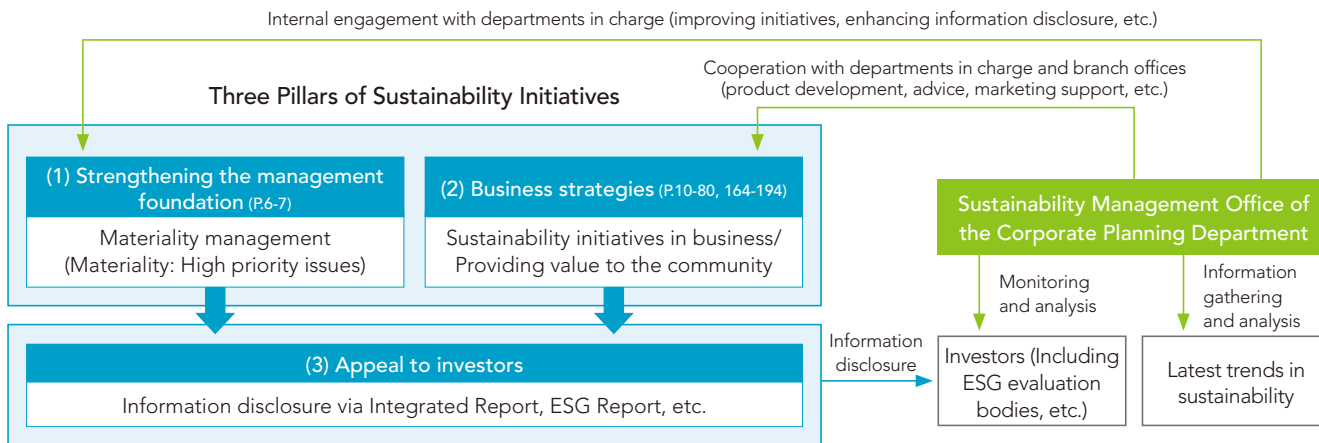 Internal engagement with departments in charge (improving initiatives, enhancing information disclosure, etc.)
Cooperation with departments in charge and branch offices
(product development, advice, marketing support, etc.)
Three Pillars of Sustainability Initiatives
(1) Strengthening the management
foundation (P.6-7)
Materiality management
(Materiality: High priority issues)
(2) Business strategies (P.10-80, 164-194)
Sustainability initiatives in business/
Providing value to the community
Sustainability Management Office of
the Corporate Planning Department
Monitoring
and analysis
Information
gathering
and analysis
(3) Appeal to investors
Information disclosure via Integrated Report, ESG Report, etc.
Information
disclosure
Investors (Including
ESG evaluation
bodies, etc.)
Latest trends in
sustainability